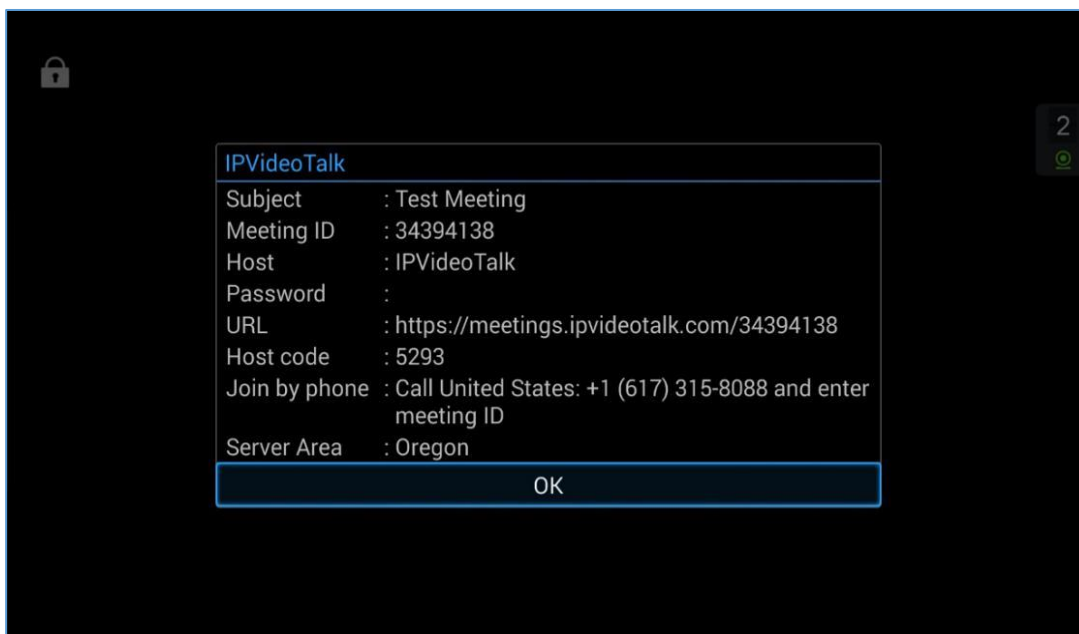 2
IPVideoTalk
Subject : Test Meeting
Meeting ID : 34394138
Host : IPVideoTalk
Password :
URL : https://meetings.ipvideotalk.com/34394138
Host code : 5293
Join by phone : Call United States: +1 (617) 315-8088 and enter
meeting ID
Server Area : Oregon
OK